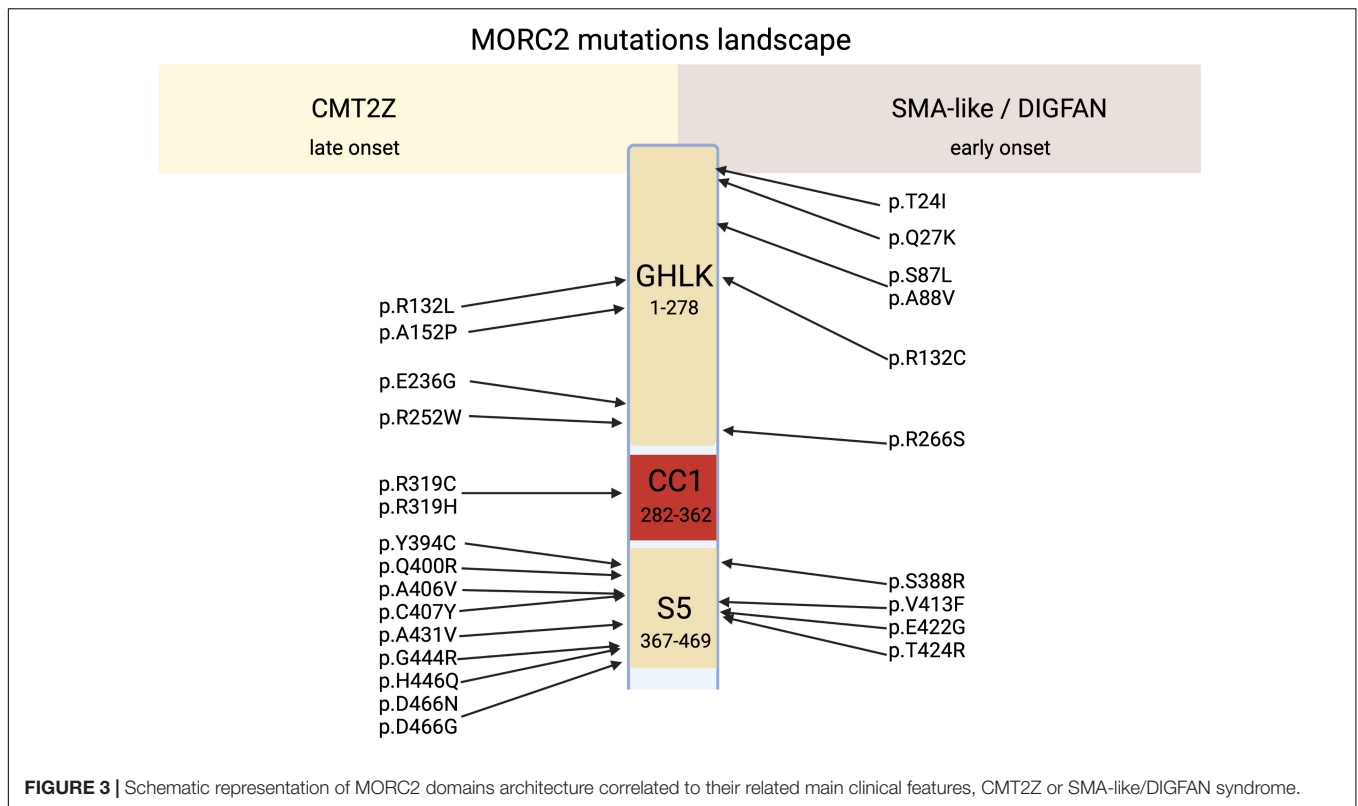 MORC2 mutations landscape
CMT2Z
late onset
SMA-like / DIGFAN
early onset
p.R132L
p.A152P
p.E236G
p.R252W
p.R319C
p.R319H
p.Y394C
p.Q400R
p.A406V
p.C407Y
p.A431V
p.G444R
p.H446Q
p.D466N
p.D466G
GHLK
1-278
CC1
282-362
S5
367-469
p.T24I
p.Q27K
p.S87L
p.A88V
p.R132C
p.R266S
p.S388R
p.V413F
p.E422G
p.T424R
FIGURE 3 | Schematic representation of MORC2 domains architecture correlated to their related main clinical features, CMT2Z or SMA-like/DIGFAN syndrome.